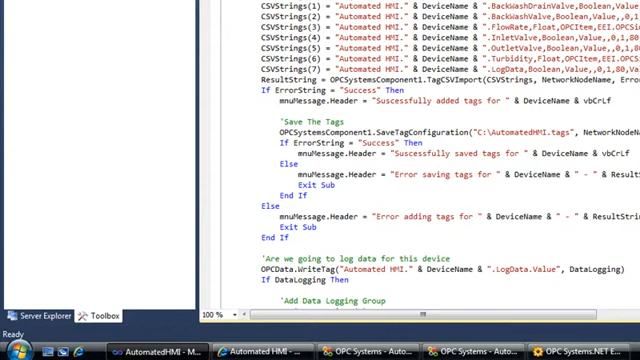 CSVStrings(1) = "Automated HMI." & DeviceName & ".BackWashDrainValve,Boolean,Value,
CSVStrings(2) = "Automated HMI." & DeviceName & ".BackWashValve,Boolean,Value,,0,1,
CSVStrings(3) = "Automated HMI." & DeviceName & ".FlowRate,Float,OPCItem,EEI.OPCSi
CSVStrings(4) = "Automated HMI." & DeviceName & ".InletValve,Boolean,Value,,0,1,80
CSVStrings(5) = "Automated HMI." & DeviceName & ".OutletValve,Boolean,Value,,0,1,8
CSVStrings(6) = "Automated HMI." & DeviceName & ".Turbidity,Float,OPCItem,EEI.OPCS
CSVStrings(7) = "Automated HMI." & DeviceName & ".LogData,Boolean,Value,,0,1,80,Fa
ResultString = OPCSystemsComponent1.TagCSVImport(CSVStrings, NetworkNodeName, Error
If ErrorString = "Success" Then
mnuMessage.Header = "Sucessfully added tags for " & DeviceName & vbCrLf
'Save The Tags
OPCSystemsComponent1.SaveTagConfiguration("C:\AutomatedHMI.tags", NetworkNode
If ErrorString = "Success" Then
mnuMessage.Header = "Successfully saved tags for " & DeviceName & vbCrLf
Else
mnuMessage.Header = "Error saving tags for " & DeviceName & " - " & Result
Exit Sub
End If
Else
mnuMessage.Header = "Error adding tags for " & DeviceName & " - " & ResultStrin
Exit Sub
End If
'Are we going to log data for this device
OPCData.WriteTag("Automated HMI." & DeviceName & ".LogData.Value", DataLogging)
If DataLogging Then
'Add Data Logging Group
100 %
Server Explorer Toolbox
Ready
AutomatedHMI - M... Automated HMI - ... OPC Systems - Auto... OPC Systems - Auto... OPC Systems.NET E...